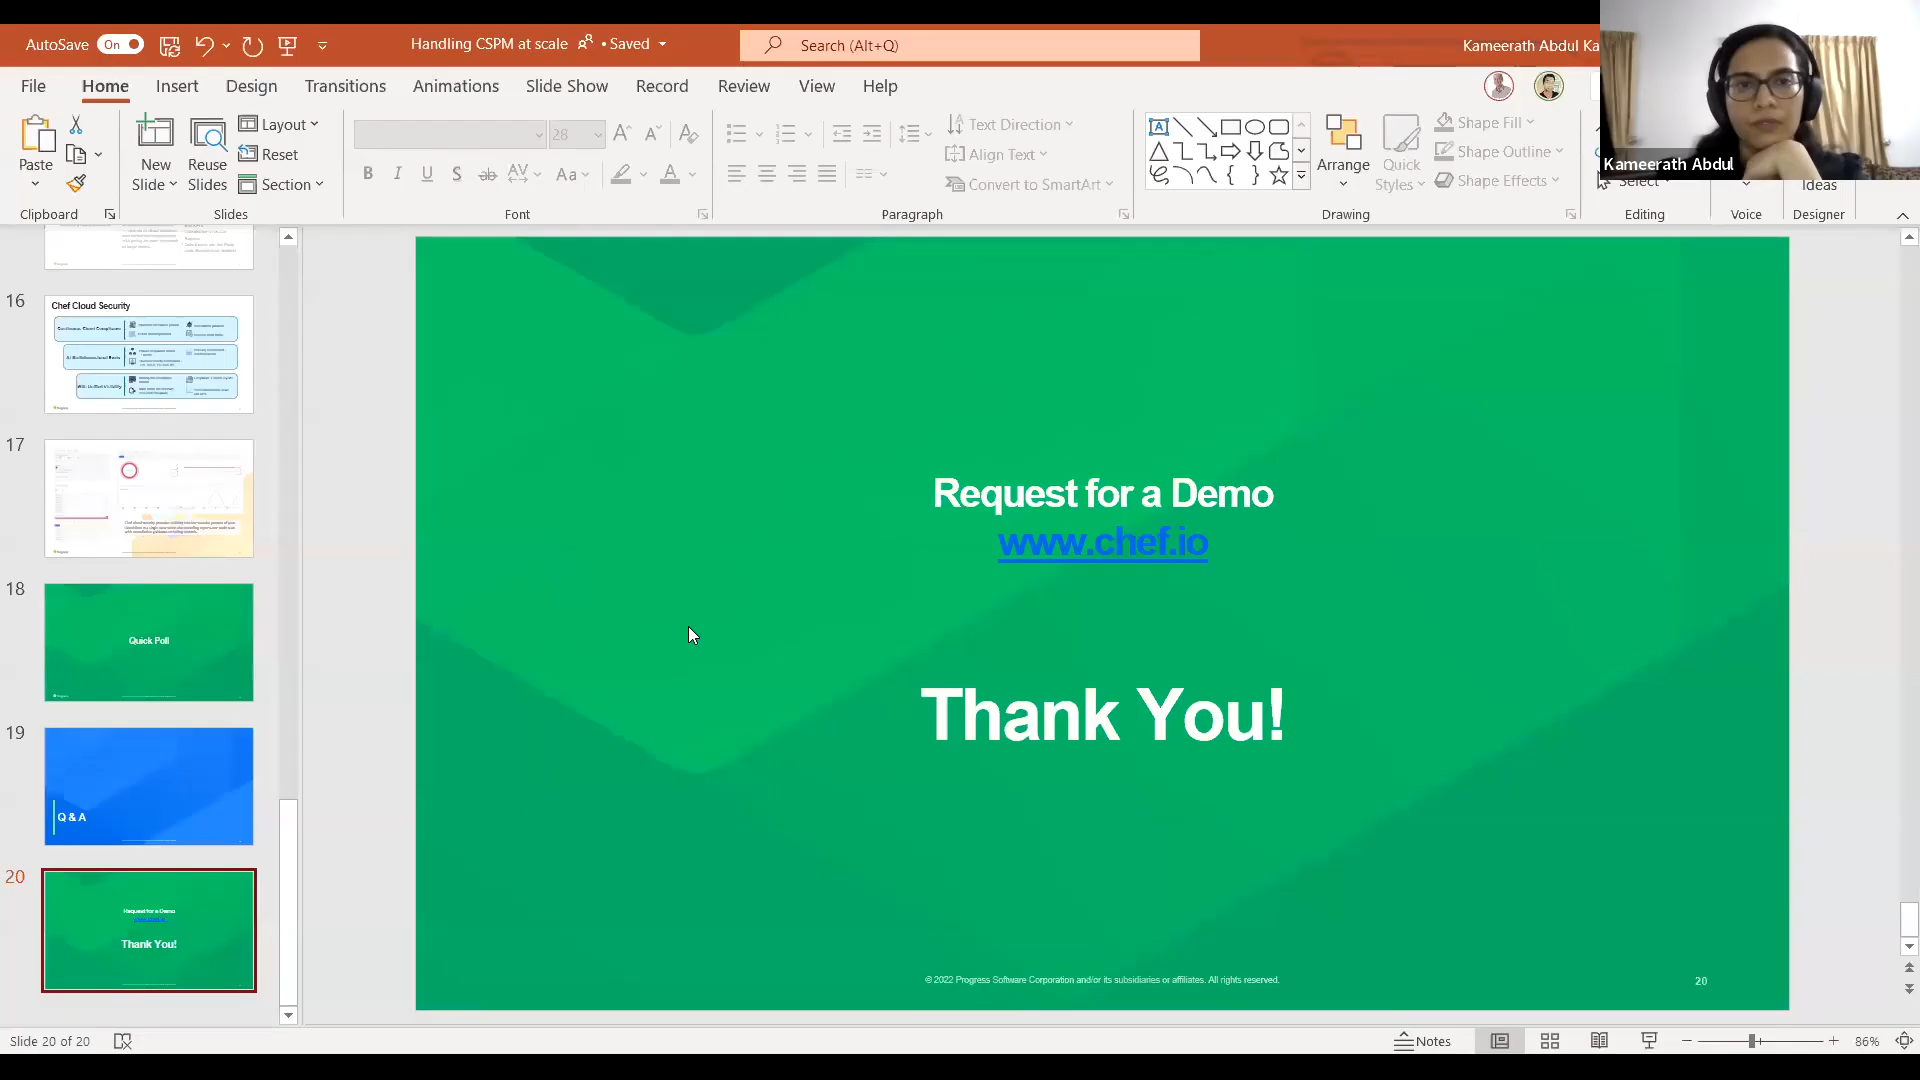 AutoSave On
Handling CSPM at scale • Saved
Search (Alt+Q)
Kameerath Abdul Ka
File Home Insert Design Transitions Animations Slide Show Record Review View Help
Paste
New Slide
Reuse Slides
Layout
Reset
Section
28
Aa
Text Direction
Align Text
Convert to SmartArt
Arrange
Quick Styles
Shape Fill
Shape Outline
Shape Effects
Select
Ideas
Kameerath Abdul
Clipboard Slides Font Paragraph Drawing Editing Voice Designer
16
Chef Cloud Security
17
18
Quick Poll
19
Q & A
20
Request for a Demo
www.chef.io
Thank You!
Request for a Demo
www.chef.io
Thank You!
© 2022 Progress Software Corporation and/or its subsidiaries or affiliates. All rights reserved.
20
Slide 20 of 20
Notes
86%